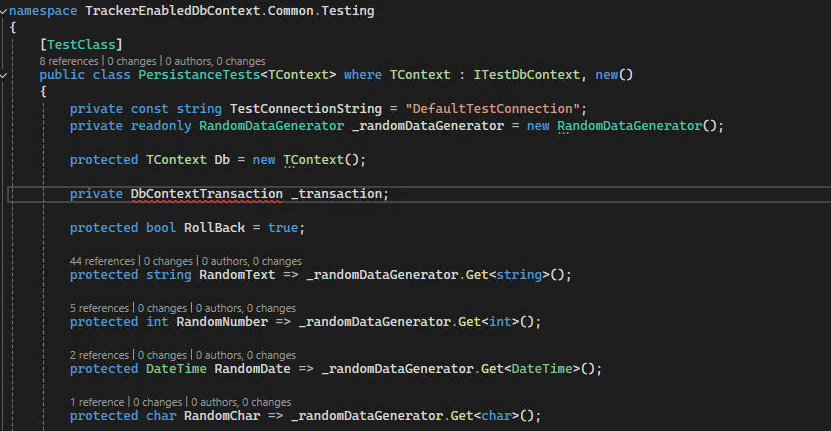 namespace TrackerEnabledDbContext.Common.Testing
{
[TestClass]
8 references | 0 changes | 0 authors, 0 changes
public class PersistanceTests<TContext> where TContext : ITestDbContext, new()
{
private const string TestConnectionString = "DefaultTestConnection";
private readonly RandomDataGenerator _randomDataGenerator = new RandomDataGenerator();
protected TContext Db = new TContext();
private DbContextTransaction _transaction;
protected bool RollBack = true;
44 references | 0 changes | 0 authors, 0 changes
protected string RandomText => _randomDataGenerator.Get<string>();
5 references | 0 changes | 0 authors, 0 changes
protected int RandomNumber => _randomDataGenerator.Get<int>();
2 references | 0 changes | 0 authors, 0 changes
protected DateTime RandomDate => _randomDataGenerator.Get<DateTime>();
1 reference | 0 changes | 0 authors, 0 changes
protected char RandomChar => _randomDataGenerator.Get<char>();